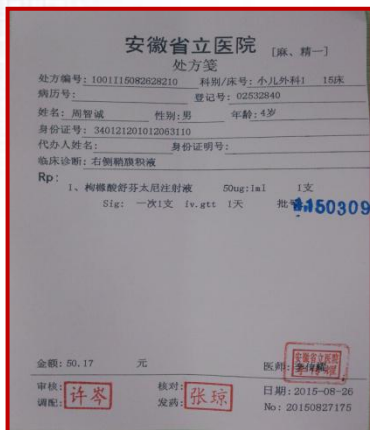 安徽省立医院 [麻、精一]
处方笺
处方编号: 1001I15082628210 科别/床号: 小儿外科1 15床
病历号: 登记号: 02532840
姓名: 周智诚 性别:男 年龄:4岁
身份证号: 340121201012063110
代办人姓名: 身份证明号:
临床诊断: 右侧鞘膜积液
Rp:
1、枸橼酸舒芬太尼注射液 50ug:1ml 1支
Sig: 一次1支 iv.gtt 1天 批号 1150309
金额: 50.17 元 医师:
审核: 许岑 核对: 张琼 日期: 2015-08-26
调配: 发药: No: 20150827175